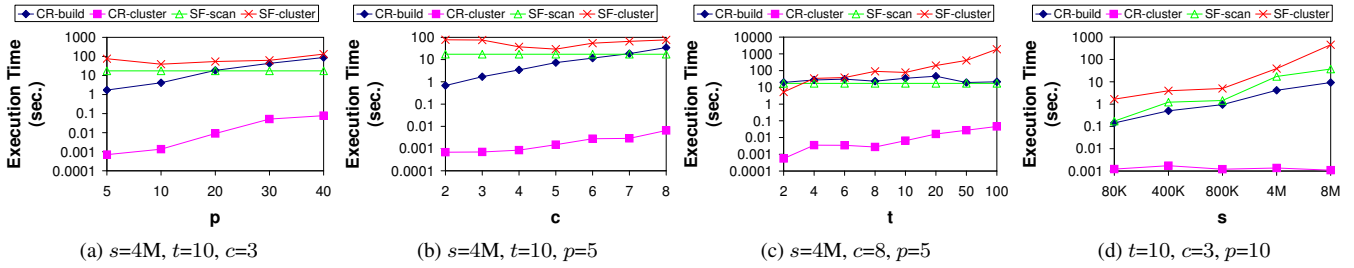 CR-build CR-cluster SF-scan SF-cluster
Execution Time (sec.)
1000
100
10
1
0.1
0.01
0.001
0.0001
5 10 20 30 40
p
(a) s=4M, t=10, c=3
CR-build CR-cluster SF-scan SF-cluster
Execution Time (sec.)
100
10
1
0.1
0.01
0.001
0.0001
2 3 4 5 6 7 8
c
(b) s=4M, t=10, p=5
CR-build CR-cluster SF-scan SF-cluster
Execution Time (sec.)
10000
1000
100
10
1
0.1
0.01
0.001
0.0001
2 4 6 8 10 20 50 100
t
(c) s=4M, c=8, p=5
CR-build CR-cluster SF-scan SF-cluster
Execution Time (sec.)
1000
100
10
1
0.1
0.01
0.001
80K 400K 800K 4M 8M
s
(d) t=10, c=3, p=10